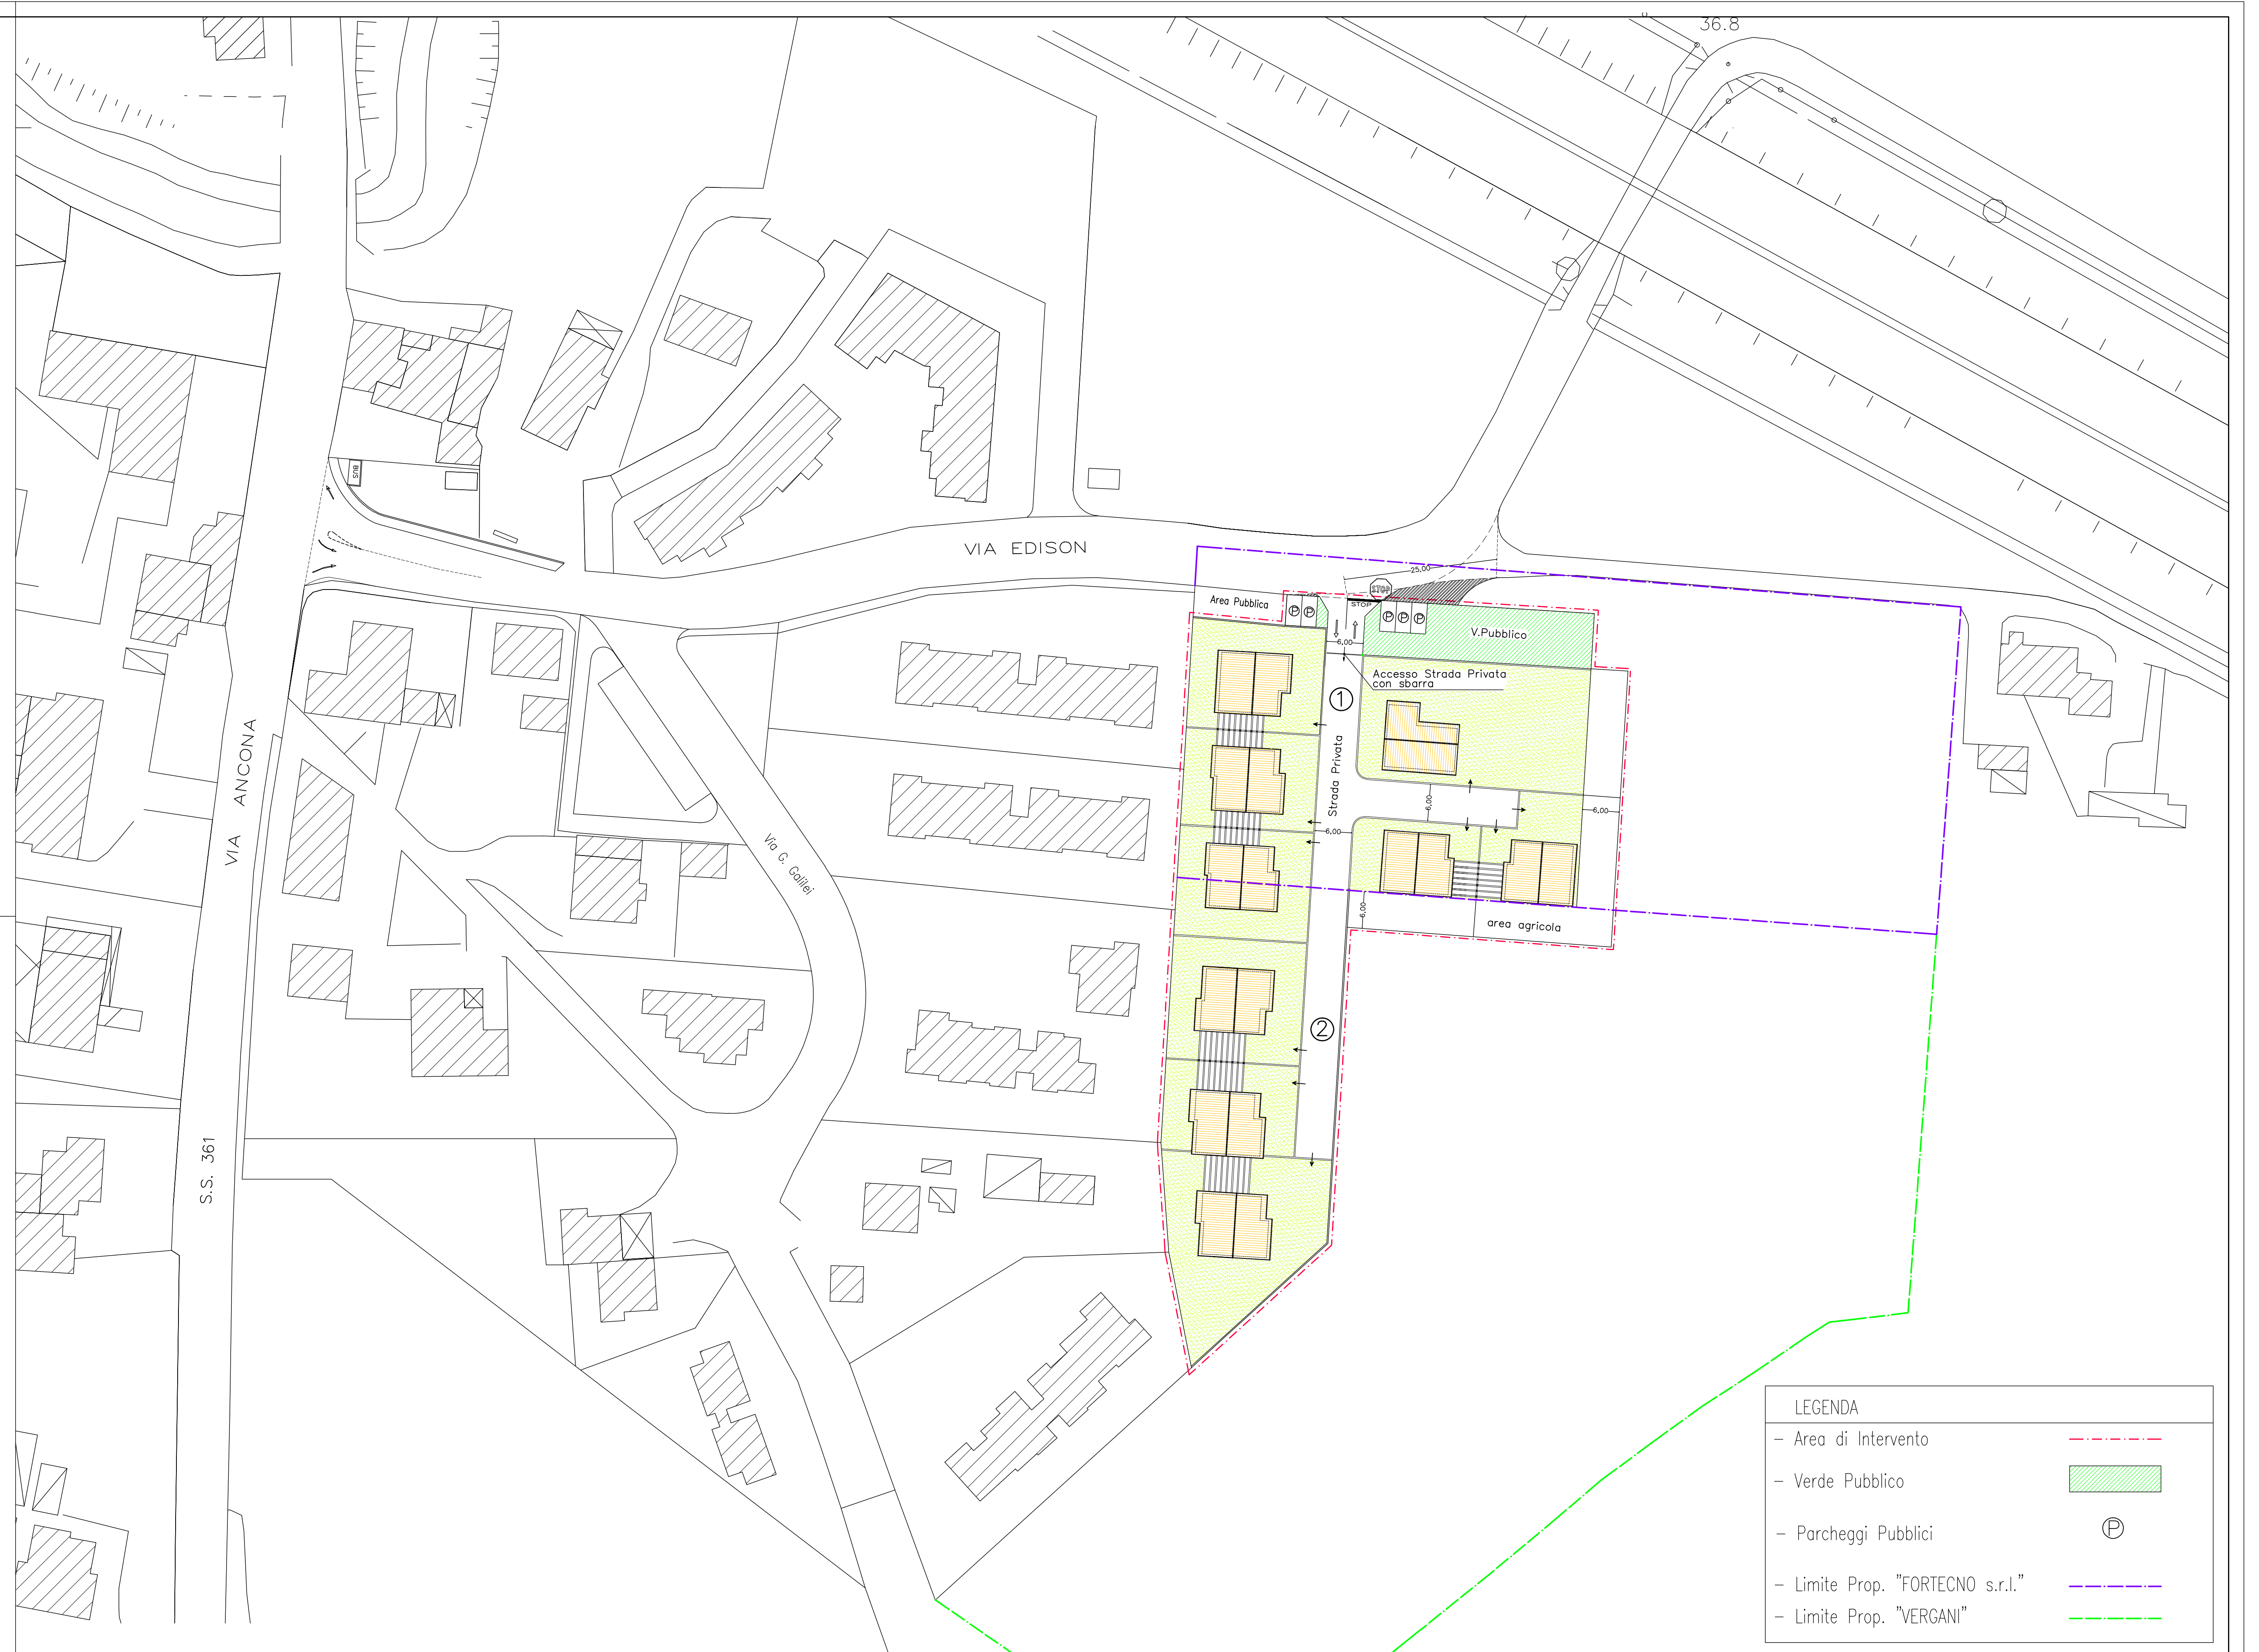 36.8
BUS
VIA EDISON
25,00
STOP
STOP
Area Pubblica
P P
P P P
V.Pubblico
6,00
Accesso Strada Privata
con sbarra
1
Strada Privata
6,00
6,00
6,00
6,00
area agricola
2
VIA ANCONA
Via G. Galilei
S.S. 361
LEGENDA
- Area di Intervento
- Verde Pubblico
- Parcheggi Pubblici P
- Limite Prop. "FORTECNO s.r.l."
- Limite Prop. "VERGANI"